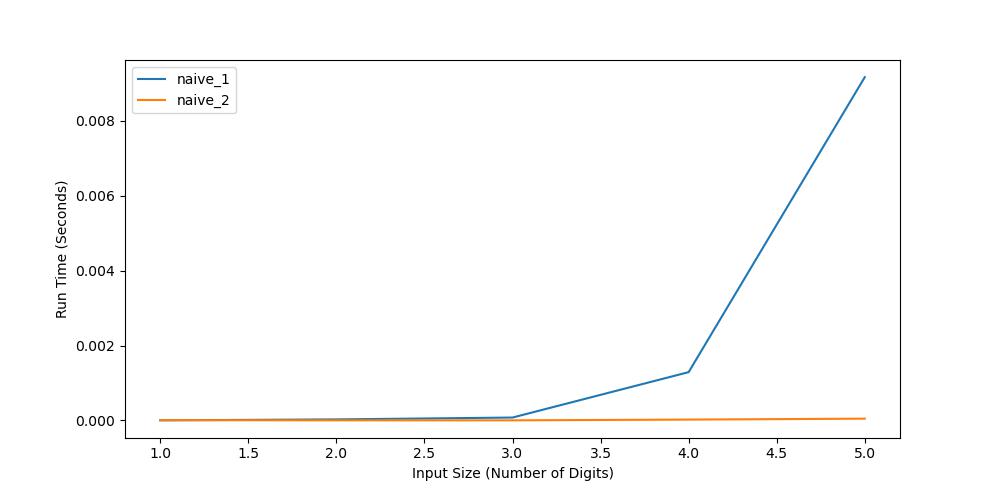 naive_1
naive_2
0.008
0.006
0.004
0.002
0.000
Run Time (Seconds)
1.0 1.5 2.0 2.5 3.0 3.5 4.0 4.5 5.0
Input Size (Number of Digits)